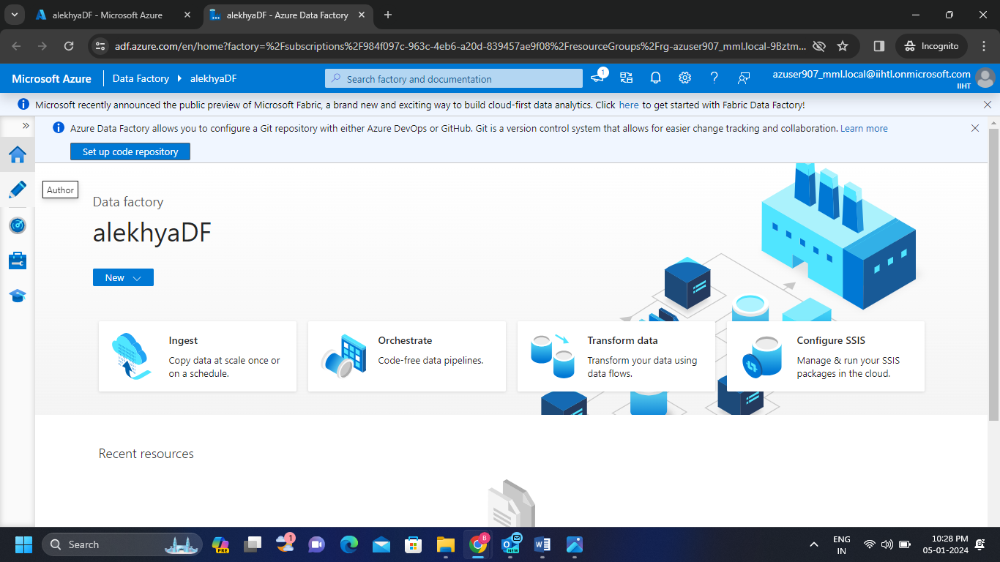 alekhyaDF - Microsoft Azure
alekhyaDF - Azure Data Factory
adf.azure.com/en/home?factory=%2Fsubscriptions%2F984f097c-963c-4eb6-a20d-839457ae9f08%2FresourceGroups%2Frg-azuser907_mml.local-9Bztm...
Incognito
Microsoft Azure
Data Factory
alekhyaDF
Search factory and documentation
1
azuser907_mml.local@iihtl.onmicrosoft.com
IIHT
Microsoft recently announced the public preview of Microsoft Fabric, a brand new and exciting way to build cloud-first data analytics. Click here to get started with Fabric Data Factory!
Azure Data Factory allows you to configure a Git repository with either Azure DevOps or GitHub. Git is a version control system that allows for easier change tracking and collaboration. Learn more
Set up code repository
Author
Data factory
alekhyaDF
New
Ingest
Copy data at scale once or
on a schedule.
Orchestrate
Code-free data pipelines.
Transform data
Transform your data using
data flows.
Configure SSIS
Manage & run your SSIS
packages in the cloud.
Recent resources
Search
PRE
1
8
NEW
ENG
IN
10:28 PM
05-01-2024